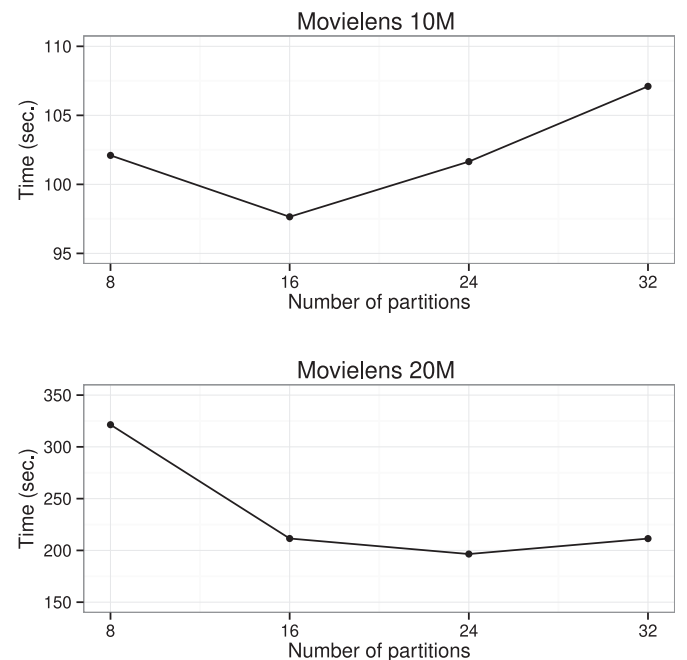 Movielens 10M
110
105
100
95
Time (sec.)
8 16 24 32
Number of partitions
Movielens 20M
350
300
250
200
150
Time (sec.)
8 16 24 32
Number of partitions